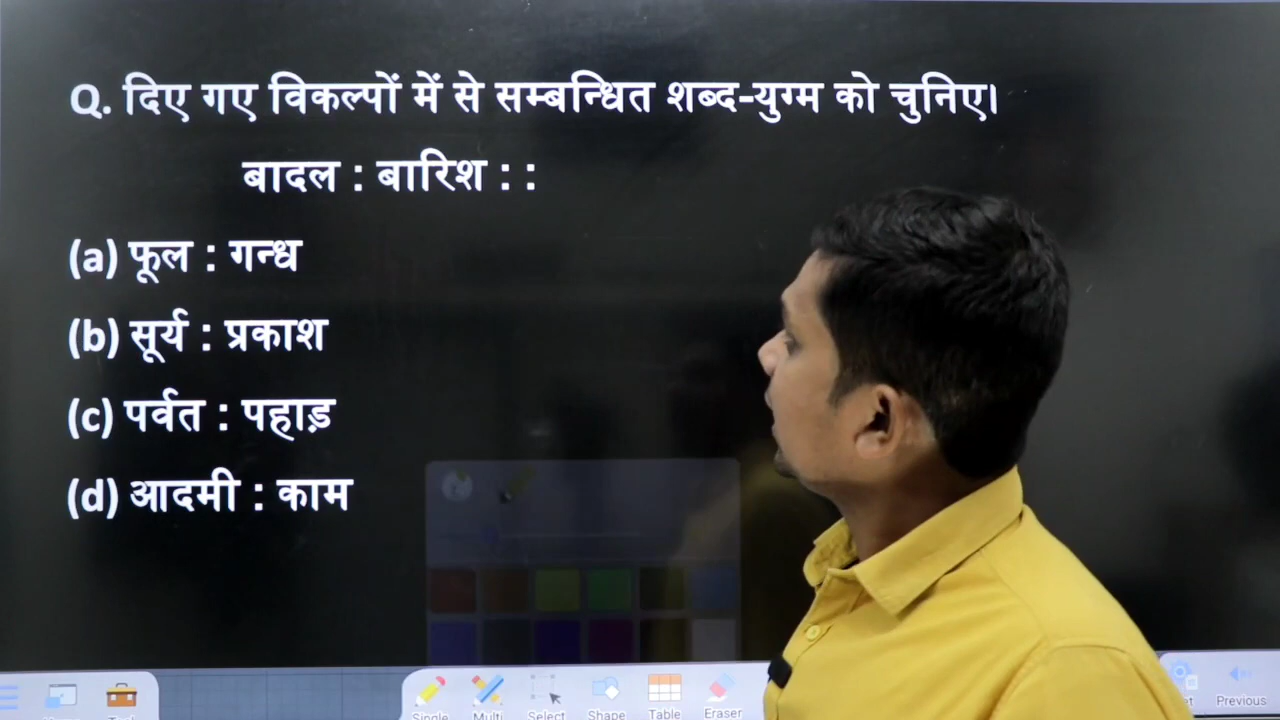 Q. दिए गए विकल्पों में से सम्बन्धित शब्द-युग्म को चुनिए।
बादल : बारिश : :
(a) फूल : गन्ध
(b) सूर्य : प्रकाश
(c) पर्वत : पहाड़
(d) आदमी : काम
Single Multi Select Shape Table Eraser Previous